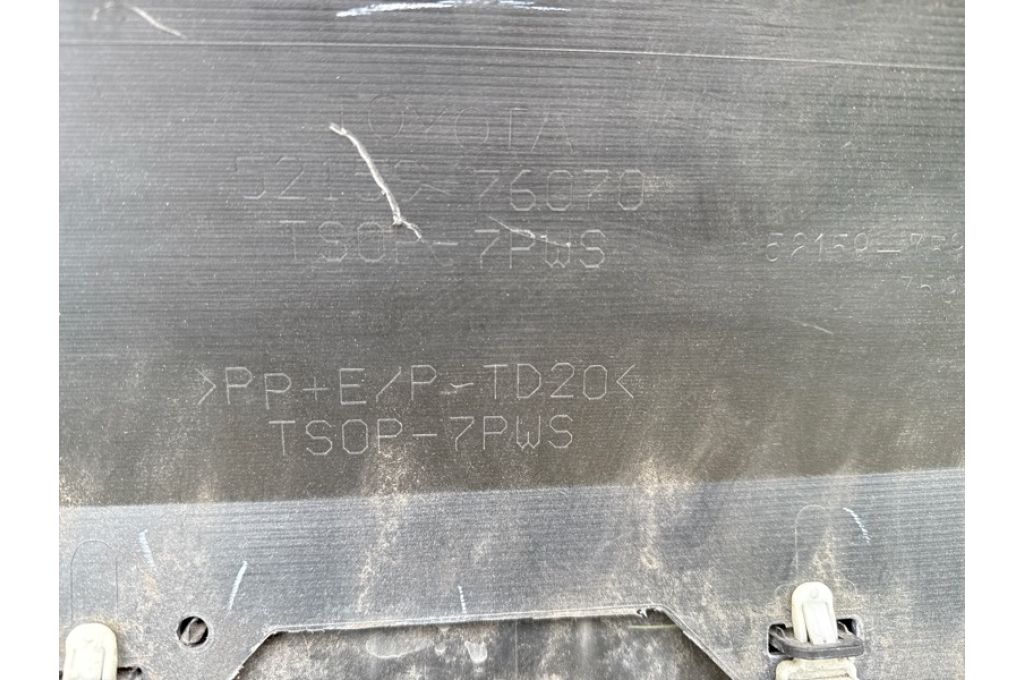 TOYOTA
52159-76070
TSOP-7PWS
>PP+E/P-TD20<
TSOP-7PWS